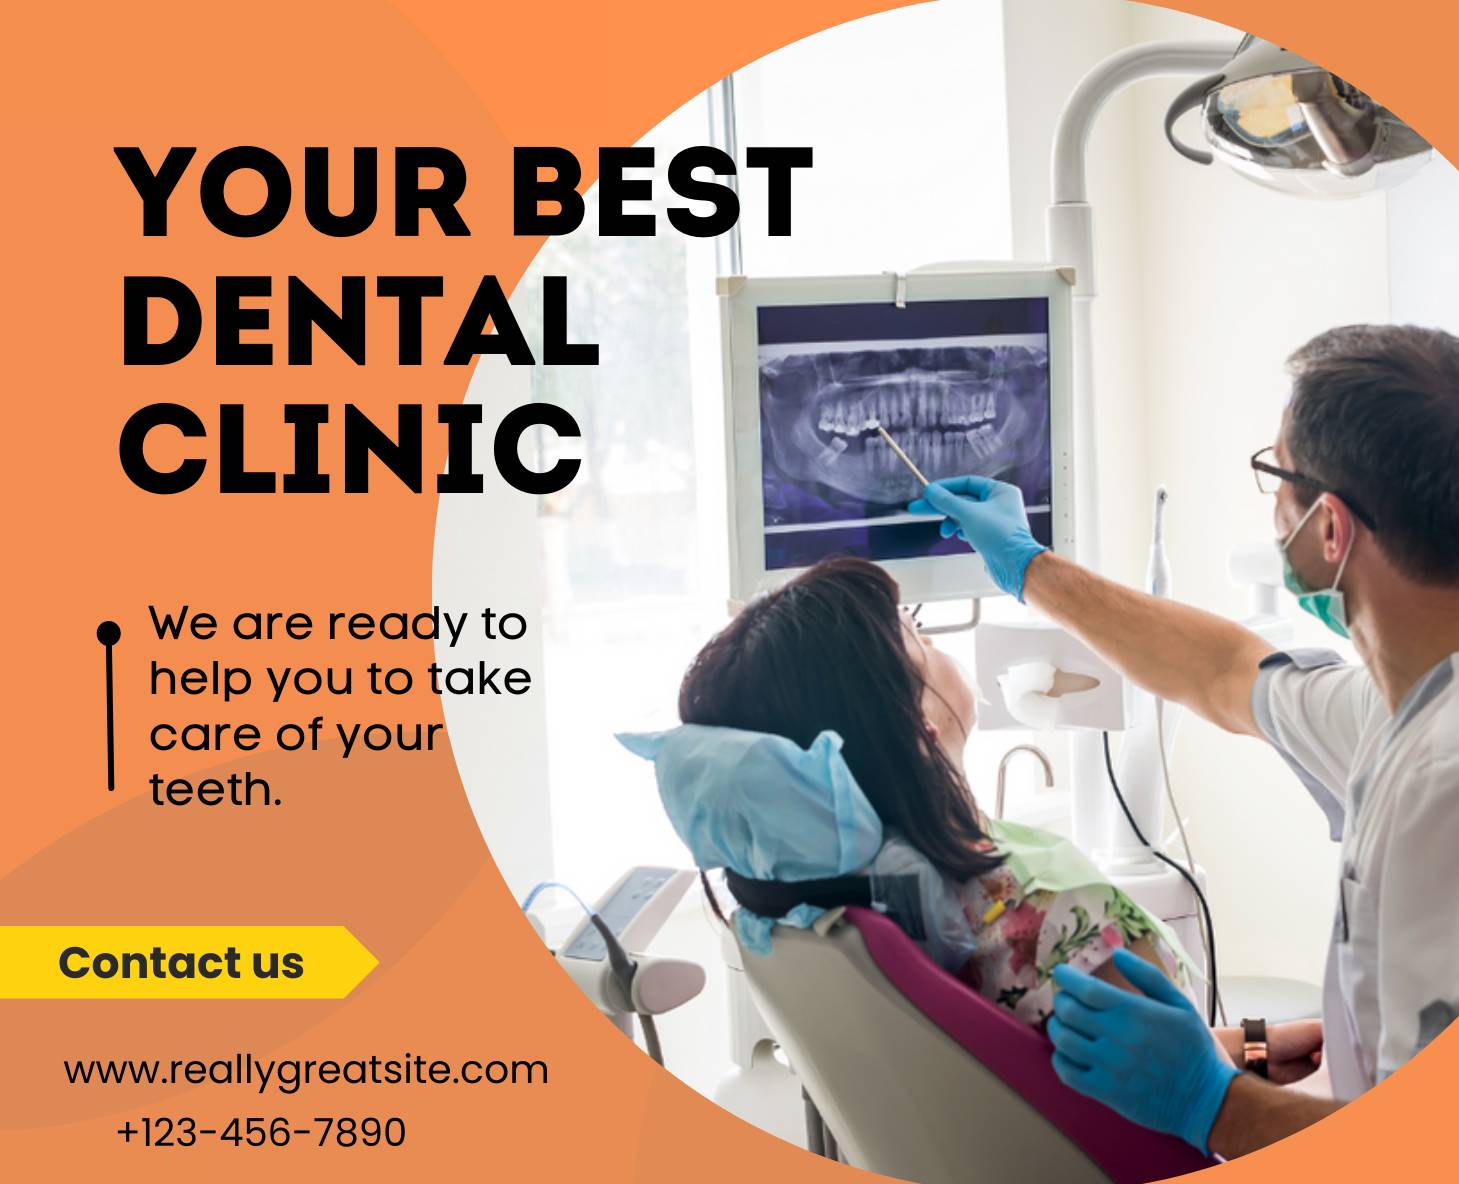 YOUR BEST
DENTAL
CLINIC
We are ready to
help you to take
care of your
teeth.
Contact us
www.reallygreatsite.com
+123-456-7890